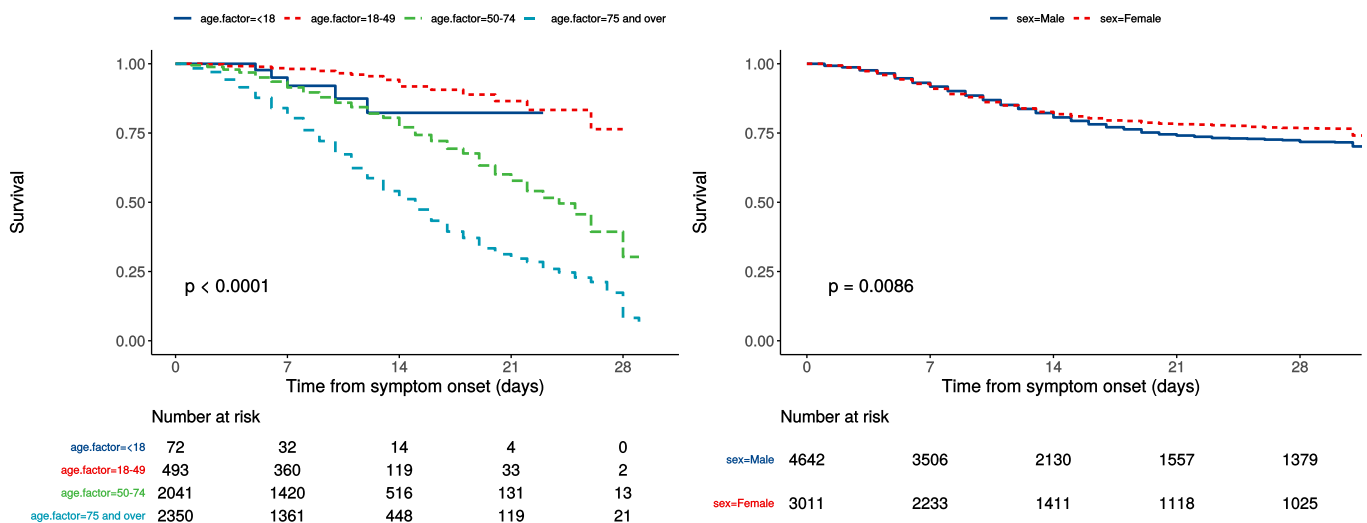 age.factor=<18 age.factor=18-49 age.factor=50-74 age.factor=75 and over
1.00
0.75
0.50
0.25
0.00
Survival
p < 0.0001
0 7 14 21 28
Time from symptom onset (days)
Number at risk
age.factor=<18 72 32 14 4 0
age.factor=18-49 493 360 119 33 2
age.factor=50-74 2041 1420 516 131 13
age.factor=75 and over 2350 1361 448 119 21
sex=Male sex=Female
1.00
0.75
0.50
0.25
0.00
Survival
p = 0.0086
0 7 14 21 28
Time from symptom onset (days)
Number at risk
sex=Male 4642 3506 2130 1557 1379
sex=Female 3011 2233 1411 1118 1025